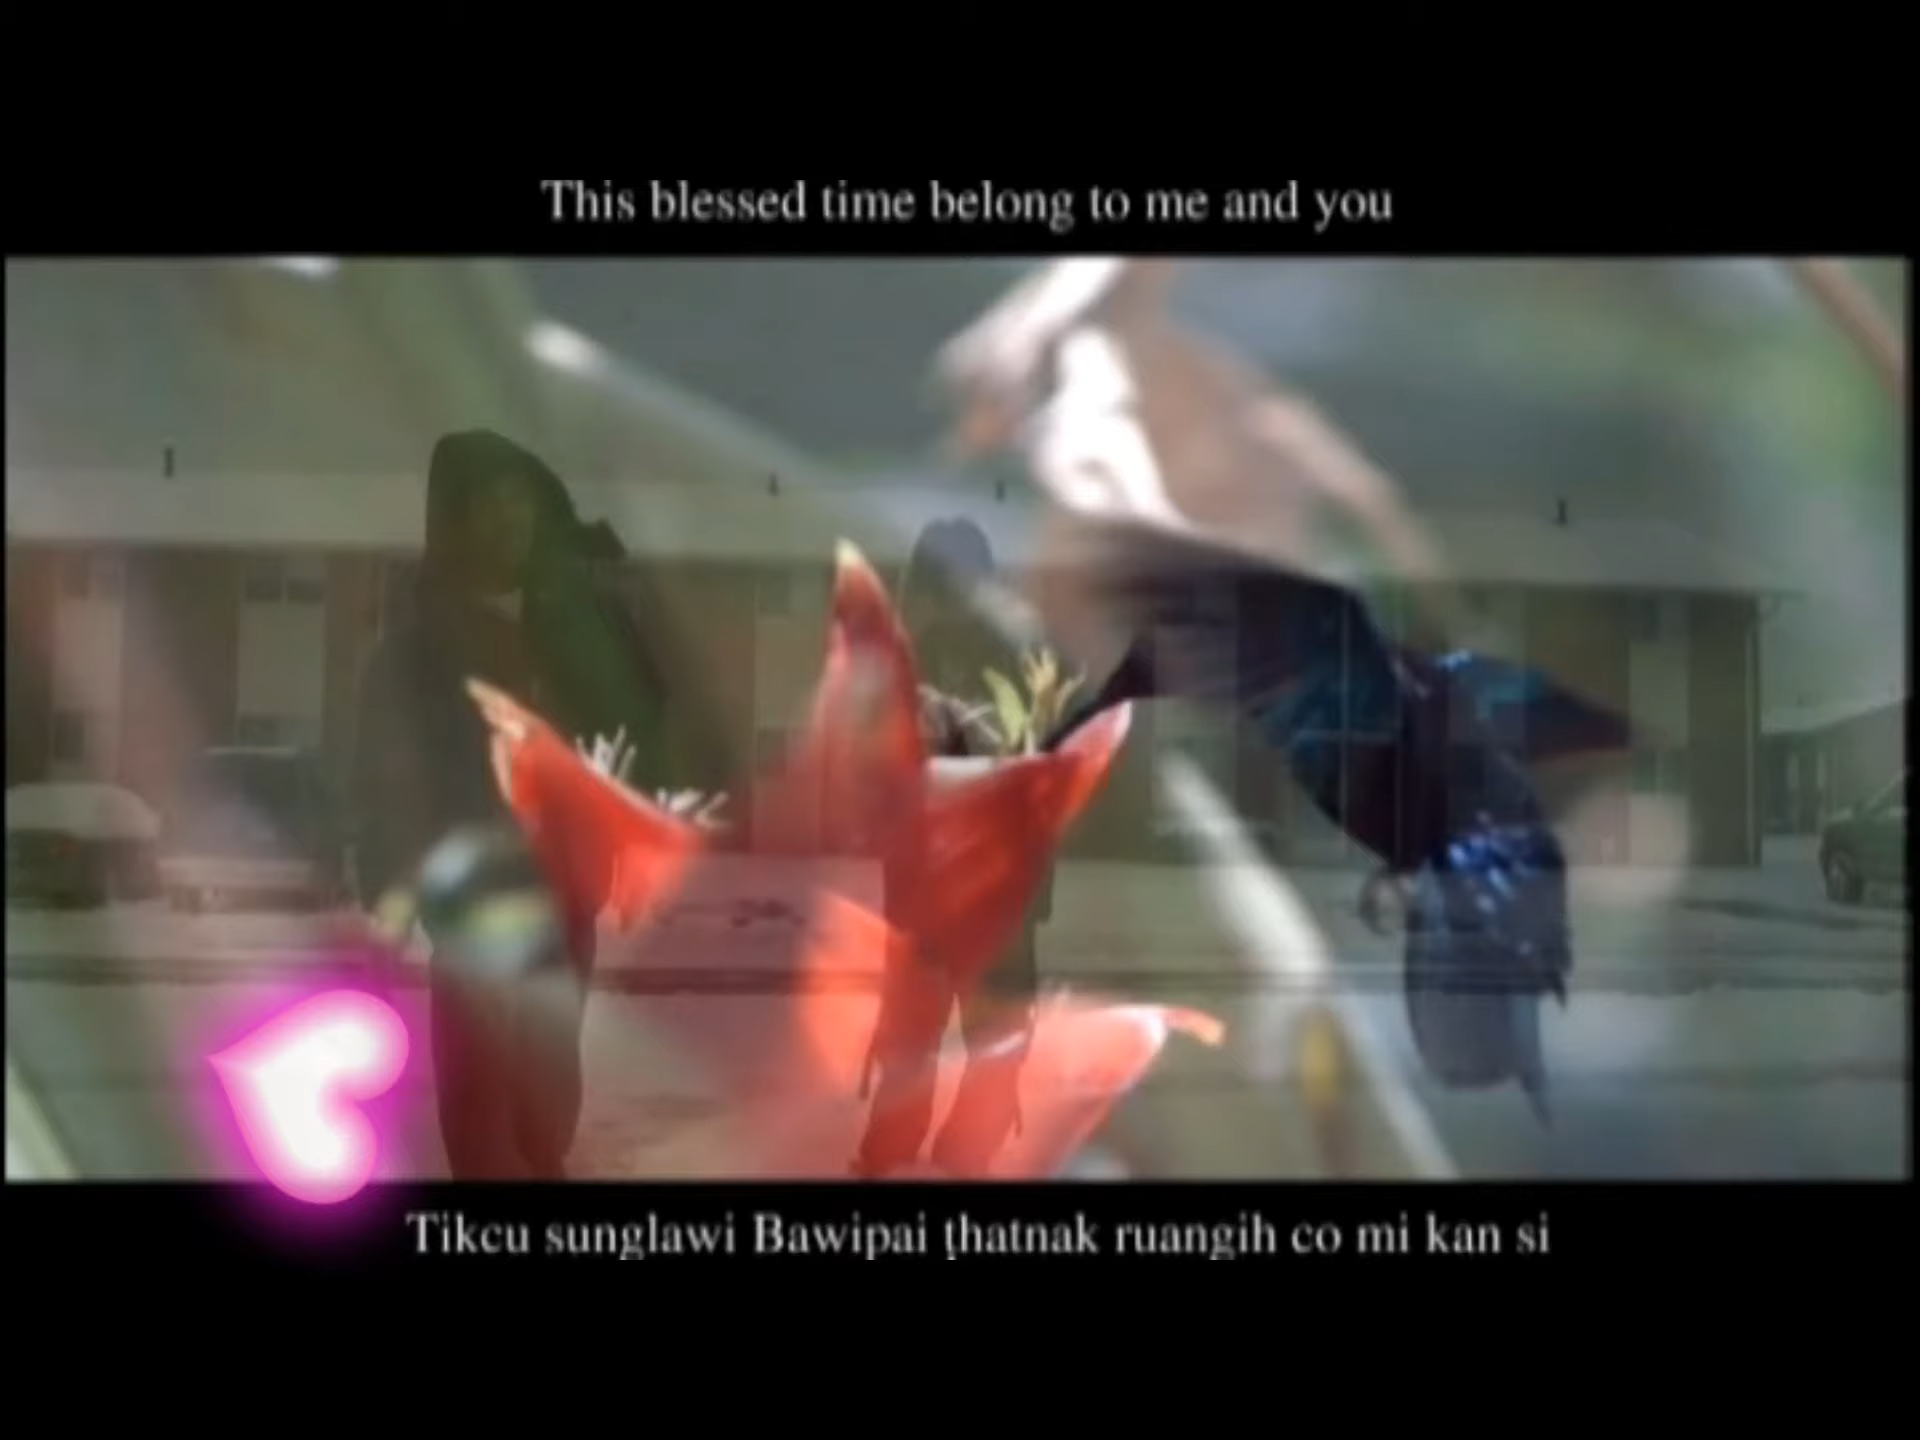 This blessed time belong to me and you
Tikcu sunglawi Bawipai ṭhatnak ruangih co mi kan si